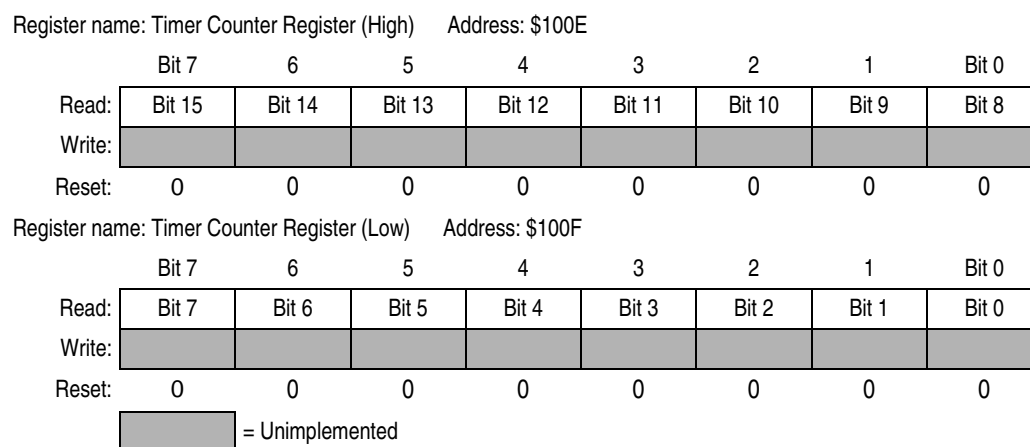 Register name: Timer Counter Register (High) Address: $100E
Bit 7 6 5 4 3 2 1 Bit 0
Read: Bit 15 Bit 14 Bit 13 Bit 12 Bit 11 Bit 10 Bit 9 Bit 8
Write:
Reset: 0 0 0 0 0 0 0 0
Register name: Timer Counter Register (Low) Address: $100F
Bit 7 6 5 4 3 2 1 Bit 0
Read: Bit 7 Bit 6 Bit 5 Bit 4 Bit 3 Bit 2 Bit 1 Bit 0
Write:
Reset: 0 0 0 0 0 0 0 0
= Unimplemented